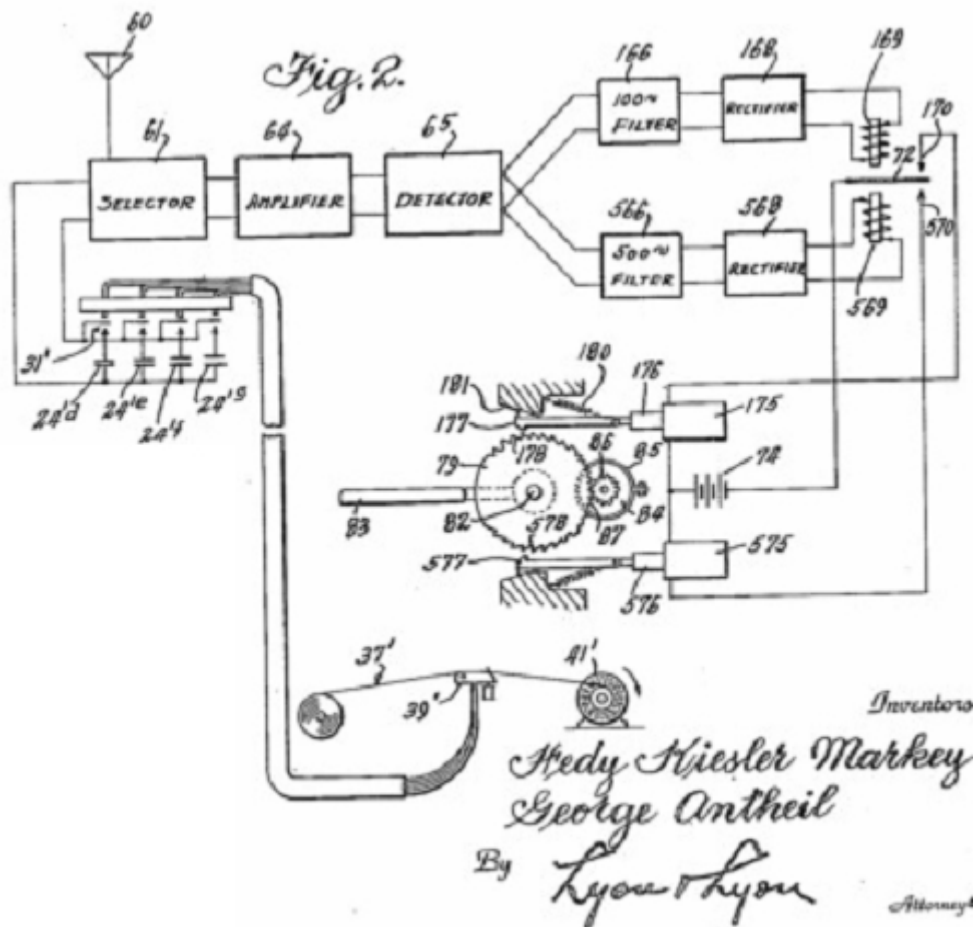 60
Fig. 2.
61
64
65
166
168
169
170
SELECTOR
AMPLIFIER
DETECTOR
100~ FILTER
RECTIFIER
72
566
568
570
500~ FILTER
RECTIFIER
569
31"
24'd
24'e
24'f
24'g
180
181
176
175
177
178
86
85
79
74
83
82
578
87
84
577
576
575
37'
39"
41'
Inventors
Hedy Kiesler Markey
George Antheil
By Lyon & Lyon
Attorneys